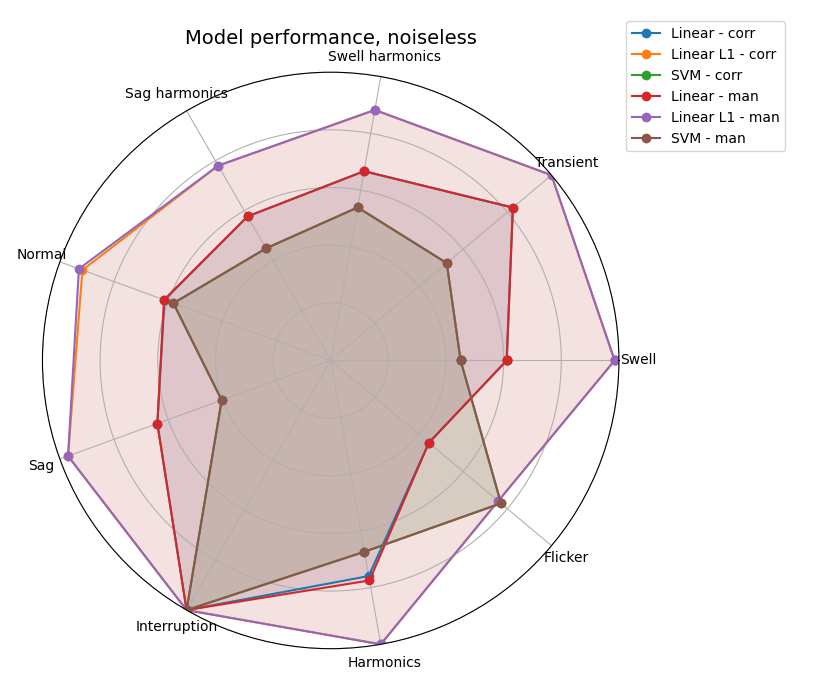 Model performance, noiseless
Linear - corr
Linear L1 - corr
SVM - corr
Linear - man
Linear L1 - man
SVM - man
Swell harmonics
Sag harmonics
Transient
Normal
Swell
Sag
Flicker
Interruption
Harmonics